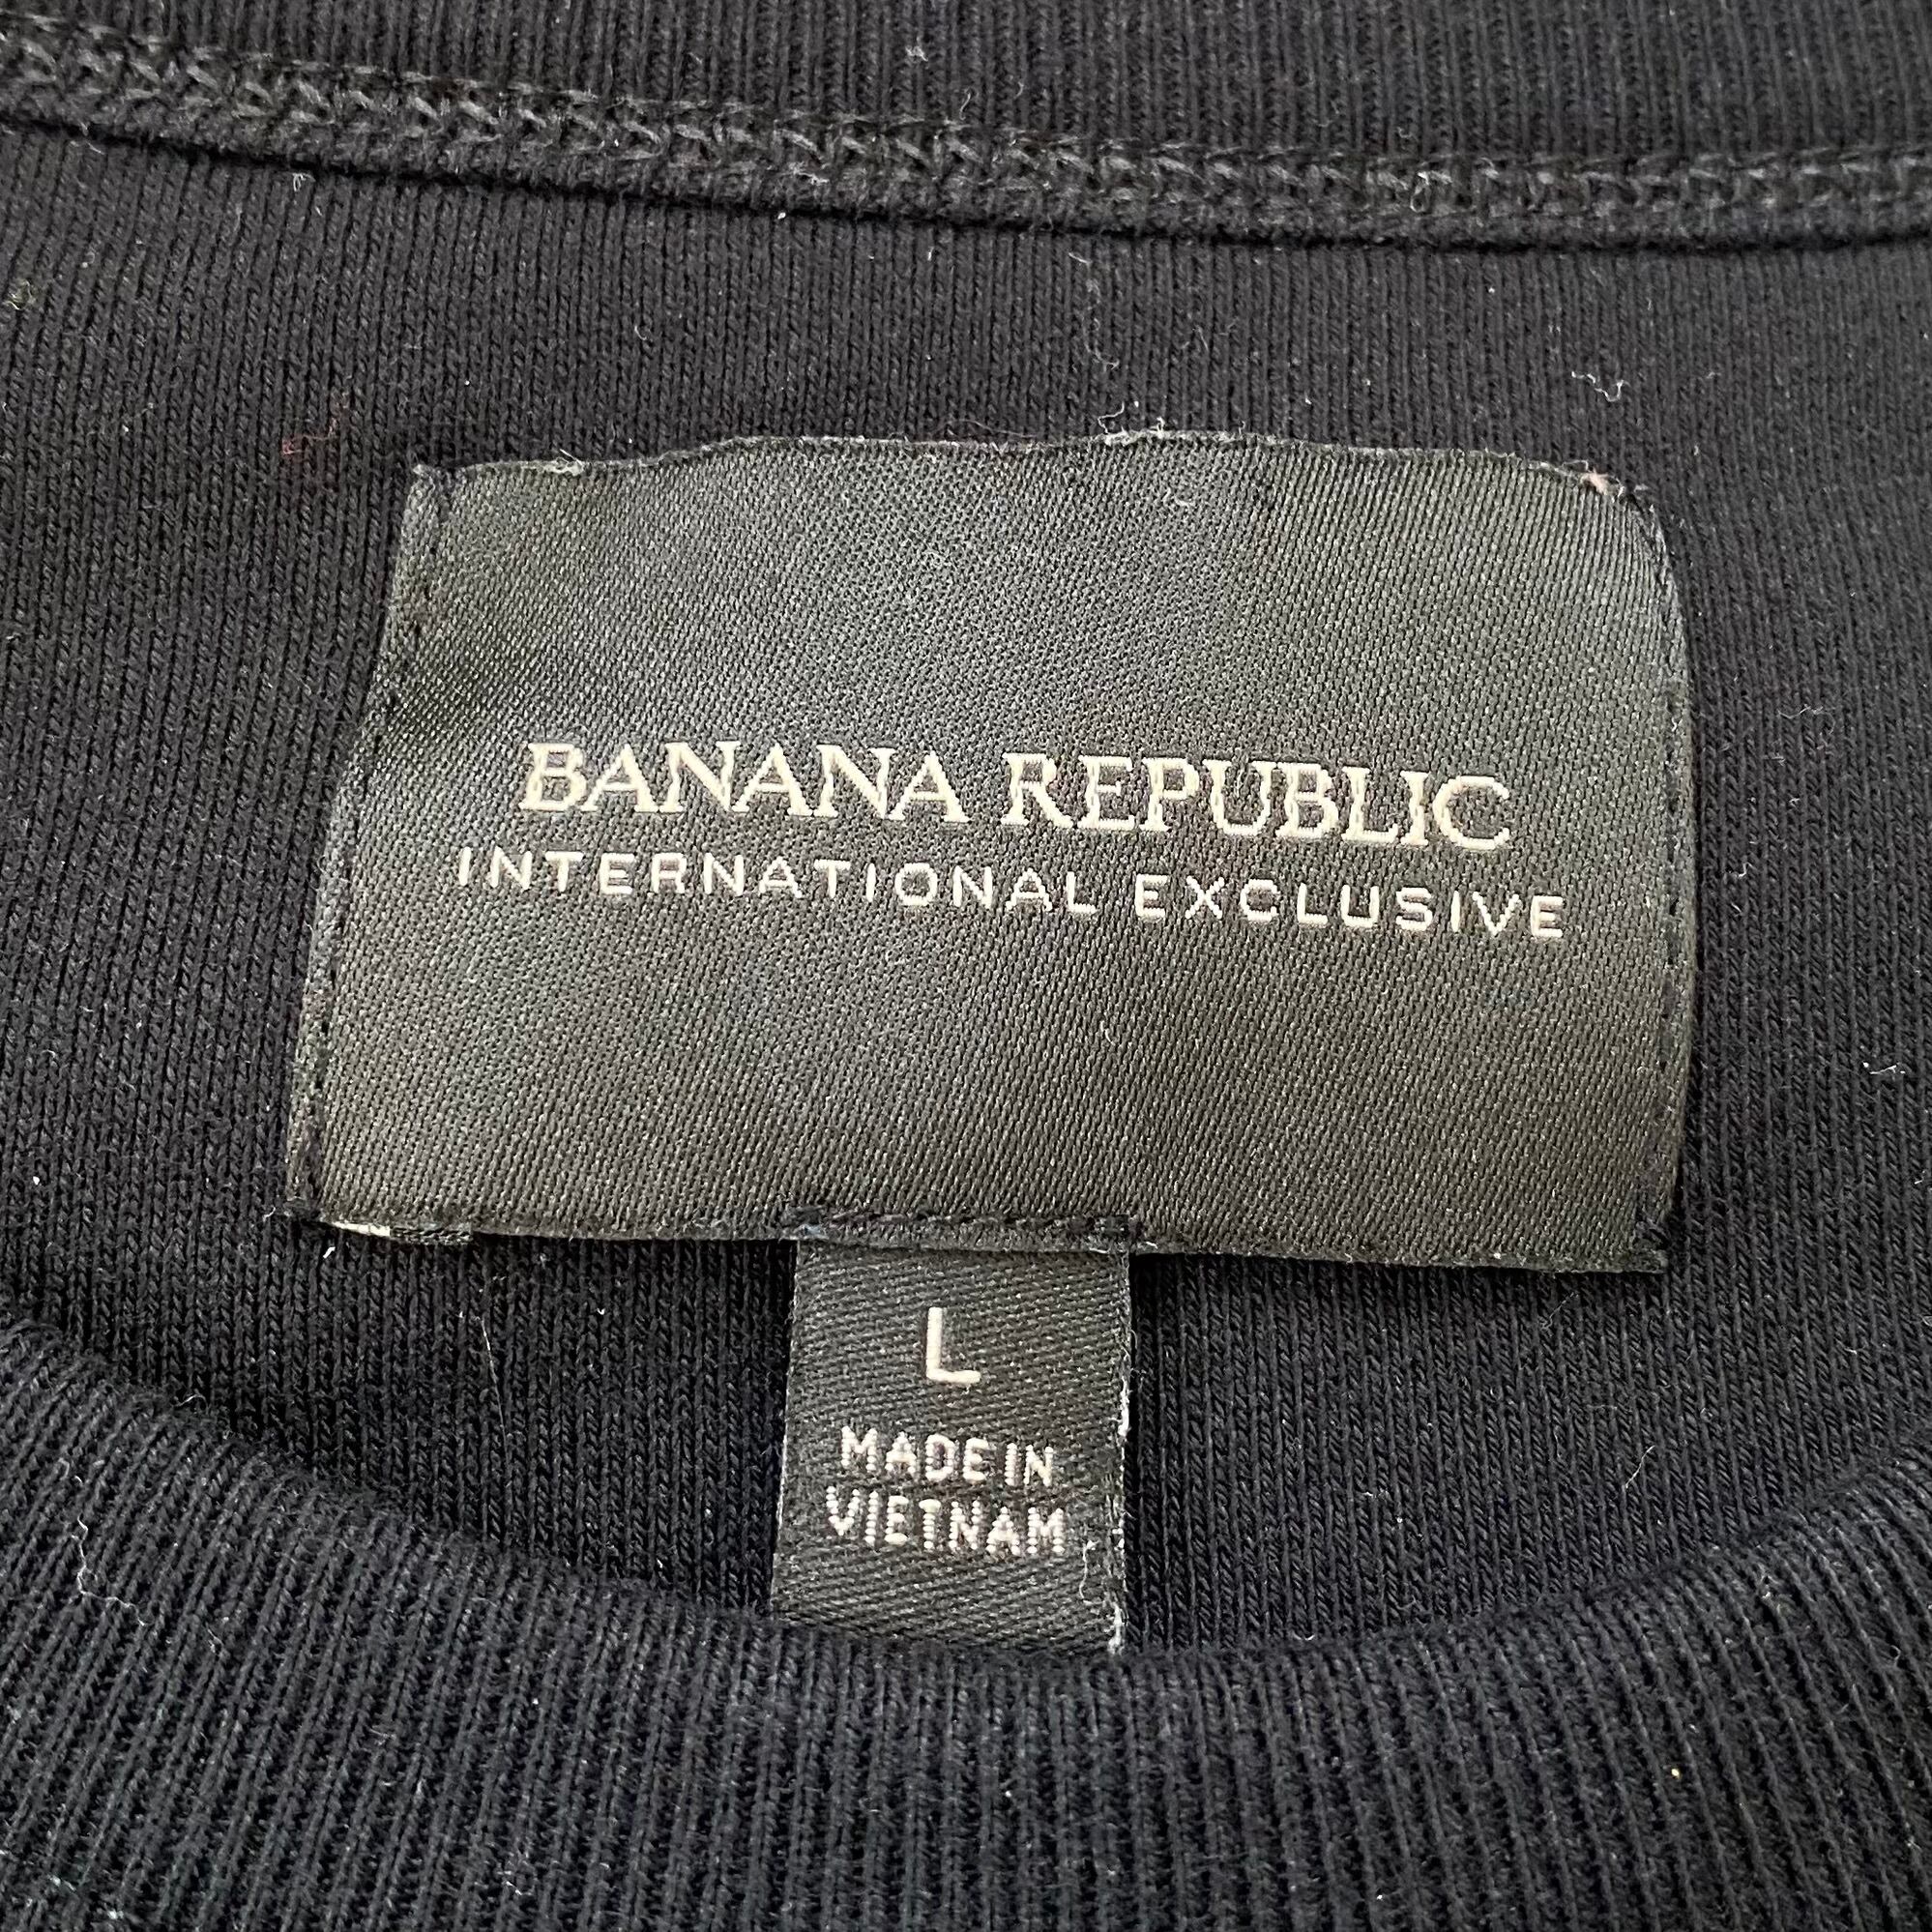 BANANA REPUBLIC
INTERNATIONAL EXCLUSIVE
L
MADE IN
VIETNAM